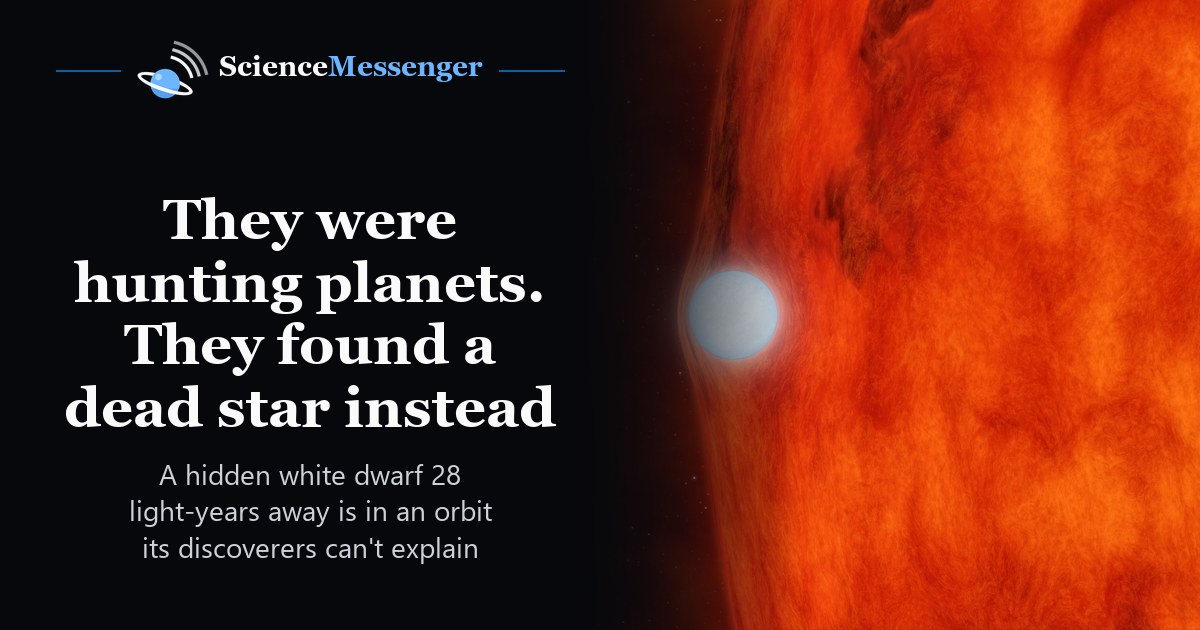 ScienceMessenger
They were
hunting planets.
They found a
dead star instead
A hidden white dwarf 28
light-years away is in an orbit
its discoverers can't explain